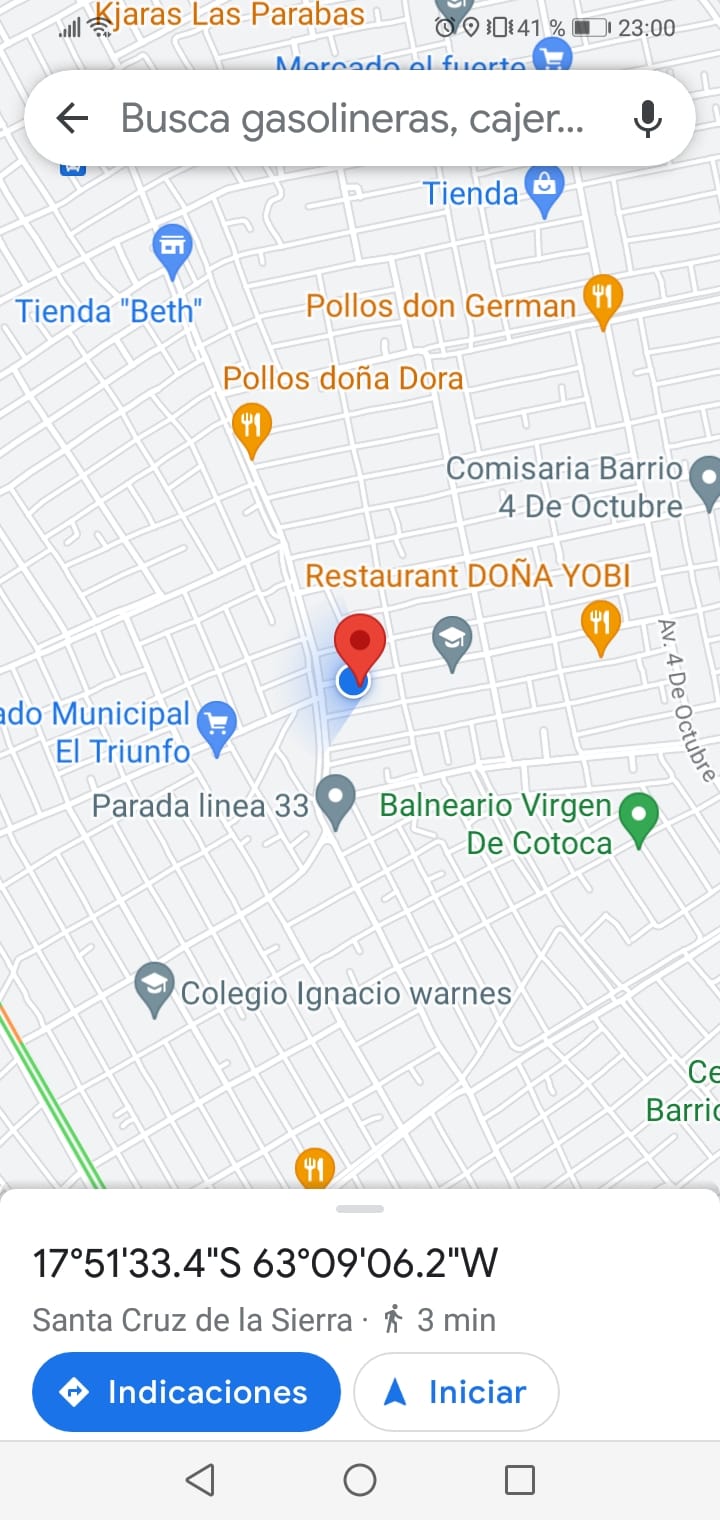 Kjaras Las Parabas
41 % 23:00
Mercado el fuerte
Busca gasolineras, cajer...
Tienda
Tienda "Beth"
Pollos don German
Pollos doña Dora
Comisaria Barrio
4 De Octubre
Restaurant DOÑA YOBI
Av. 4 De Octubre
ado Municipal
El Triunfo
Parada linea 33
Balneario Virgen
De Cotoca
Colegio Ignacio warnes
Ce
Barrio
17°51'33.4"S 63°09'06.2"W
Santa Cruz de la Sierra · 3 min
Indicaciones
Iniciar